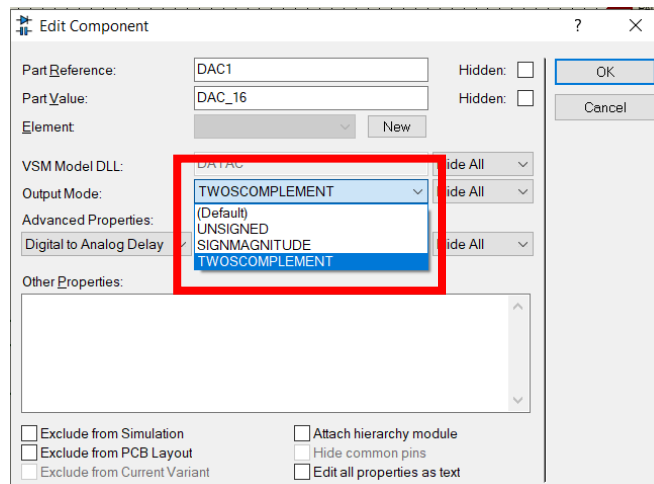 Edit Component ? ×
Part Reference: DAC1 Hidden: OK
Part Value: DAC_16 Hidden: Cancel
Element: New
VSM Model DLL: DATAC Hide All
Output Mode: TWOSCOMPLEMENT Hide All
(Default)
Advanced Properties: UNSIGNED
Digital to Analog Delay SIGNMAGNITUDE Hide All
TWOSCOMPLEMENT
Other Properties:
Exclude from Simulation Attach hierarchy module
Exclude from PCB Layout Hide common pins
Exclude from Current Variant Edit all properties as text